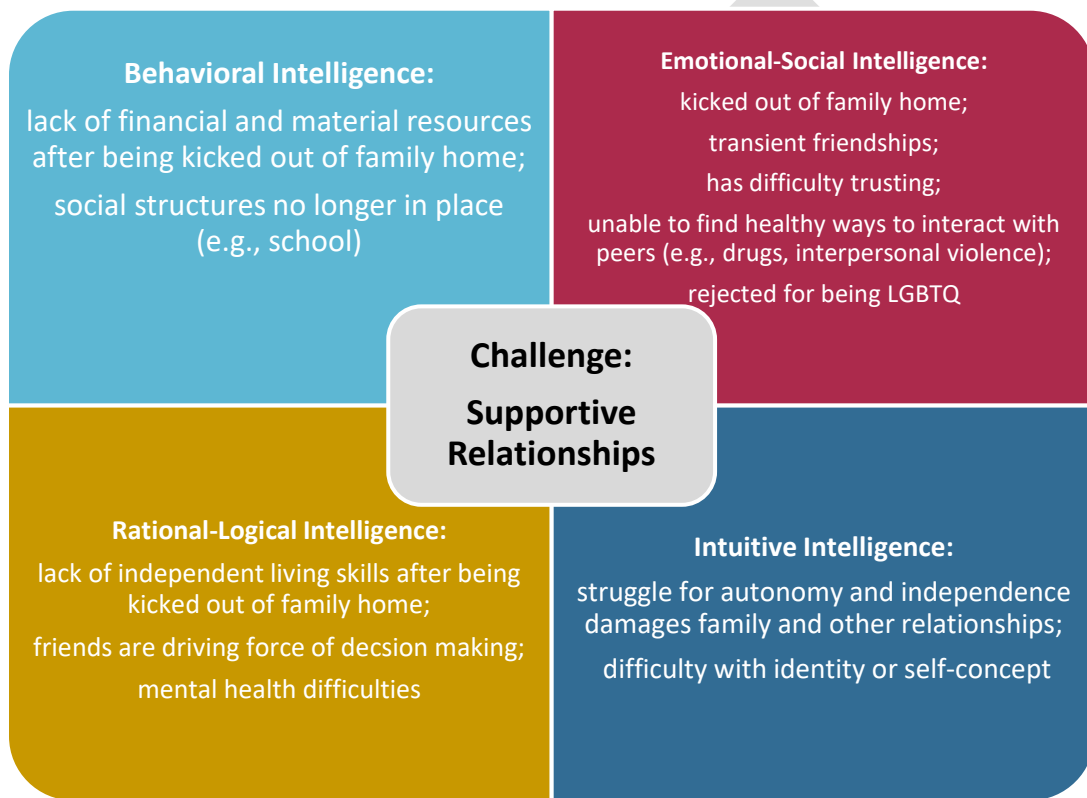 Behavioral Intelligence:
lack of financial and material resources
after being kicked out of family home;
social structures no longer in place
(e.g., school)
Emotional-Social Intelligence:
kicked out of family home;
transient friendships;
has difficulty trusting;
unable to find healthy ways to interact with
peers (e.g., drugs, interpersonal violence);
rejected for being LGBTQ
Challenge:
Supportive
Relationships
Rational-Logical Intelligence:
lack of independent living skills after being
kicked out of family home;
friends are driving force of decsion making;
mental health difficulties
Intuitive Intelligence:
struggle for autonomy and independence
damages family and other relationships;
difficulty with identity or self-concept